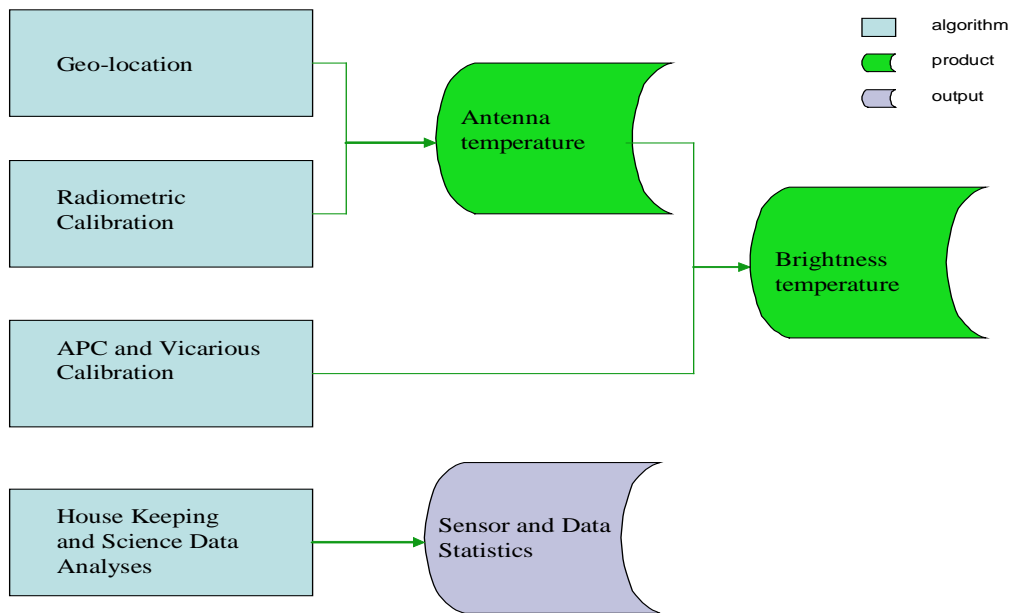 Geo-location
Radiometric
Calibration
APC and Vicarious
Calibration
House Keeping
and Science Data
Analyses
Antenna
temperature
Brightness
temperature
Sensor and Data
Statistics
algorithm
product
output